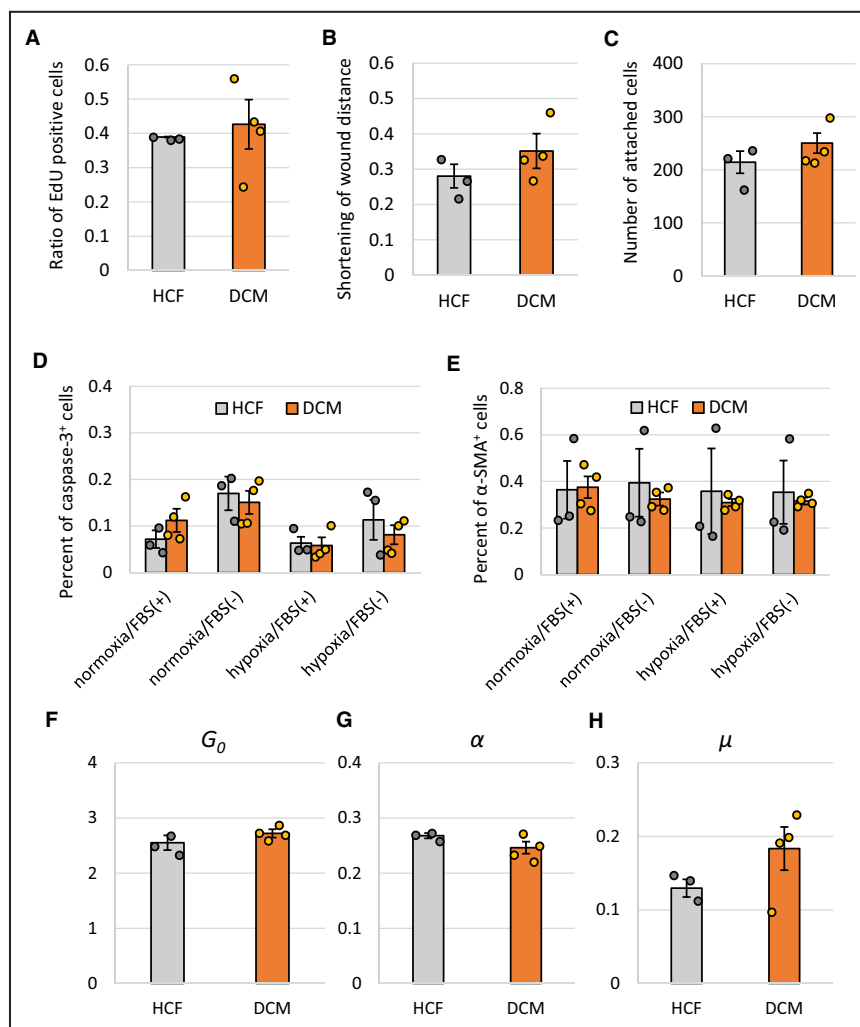 A
Ratio of EdU positive cells
0.6
0.5
0.4
0.3
0.2
0.1
0
HCF DCM
B
Shortening of wound distance
0.6
0.5
0.4
0.3
0.2
0.1
0
HCF DCM
C
Number of attached cells
400
300
200
100
0
HCF DCM
D
Percent of caspase-3⁺ cells
0.4
0.3
0.2
0.1
0
HCF DCM
normoxia/FBS(+)
normoxia/FBS(-)
hypoxia/FBS(+)
hypoxia/FBS(-)
E
Percent of α-SMA⁺ cells
0.8
0.6
0.4
0.2
0
HCF DCM
normoxia/FBS(+)
normoxia/FBS(-)
hypoxia/FBS(+)
hypoxia/FBS(-)
F
G₀
4
3
2
1
0
HCF DCM
G
α
0.4
0.3
0.2
0.1
0
HCF DCM
H
μ
0.3
0.2
0.1
0
HCF DCM